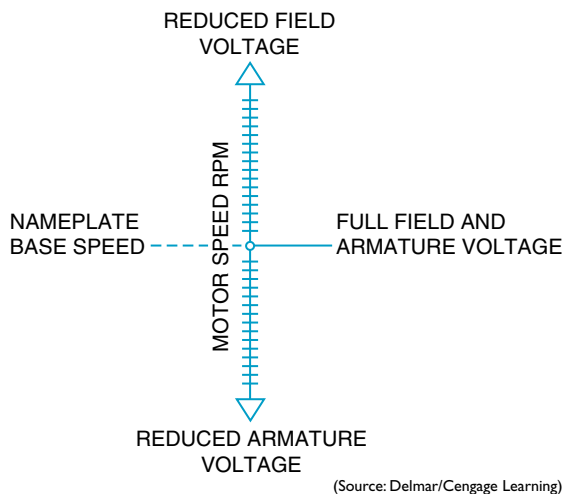 REDUCED FIELD
VOLTAGE
MOTOR SPEED RPM
NAMEPLATE
BASE SPEED
FULL FIELD AND
ARMATURE VOLTAGE
REDUCED ARMATURE
VOLTAGE
(Source: Delmar/Cengage Learning)